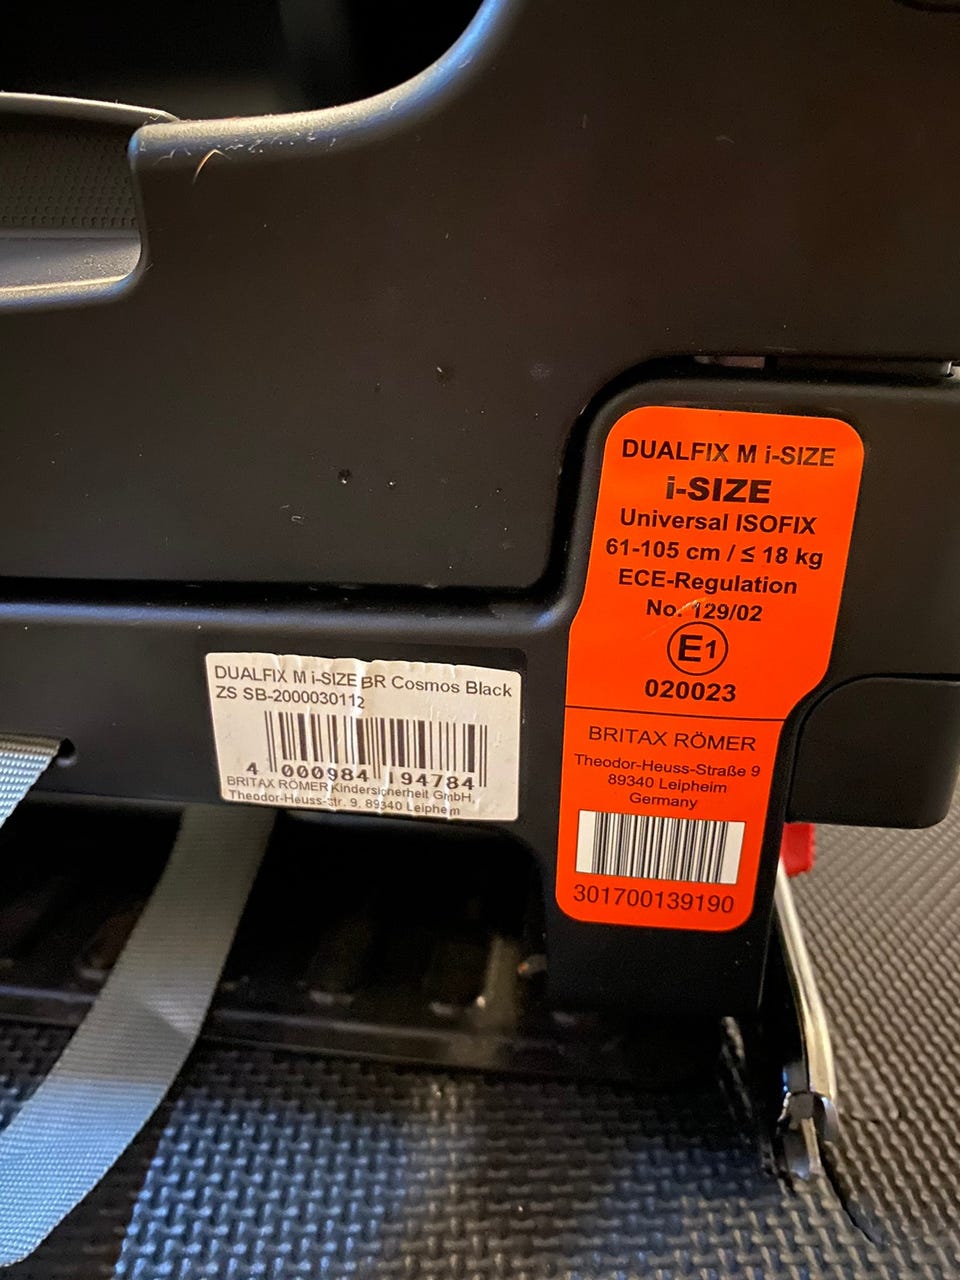 DUALFIX M i-SIZE
i-SIZE
Universal ISOFIX
61-105 cm / ≤ 18 kg
ECE-Regulation
No. 129/02
E1
020023
BRITAX RÖMER
Theodor-Heuss-Straße 9
89340 Leipheim
Germany
301700139190
DUALFIX M i-SIZE BR Cosmos Black
ZS SB-2000030112
4 000984 194784
BRITAX RÖMER Kindersicherheit GmbH,
Theodor-Heuss-str. 9, 89340 Leipheim